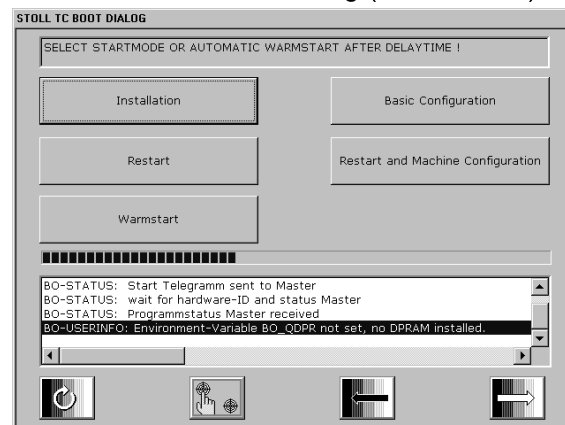 STOLL TC BOOT DIALOG
SELECT STARTMODE OR AUTOMATIC WARMSTART AFTER DELAYTIME !
Installation
Basic Configuration
Restart
Restart and Machine Configuration
Warmstart
BO-STATUS: Start Telegramm sent to Master
BO-STATUS: wait for hardware-ID and status Master
BO-STATUS: Programmstatus Master received
BO-USERINFO: Environment-Variable BO_QDPR not set, no DPRAM installed.